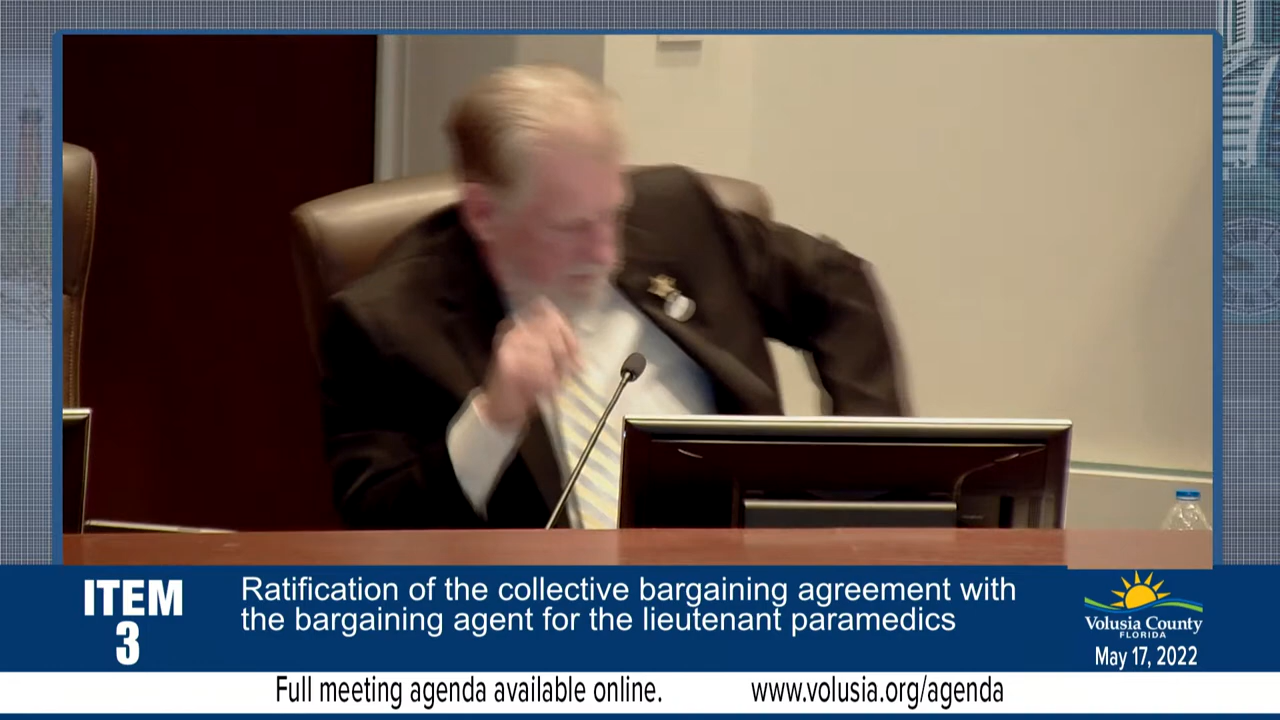 ITEM
3
Ratification of the collective bargaining agreement with
the bargaining agent for the lieutenant paramedics
Volusia County
FLORIDA
May 17, 2022
Full meeting agenda available online. www.volusia.org/agenda